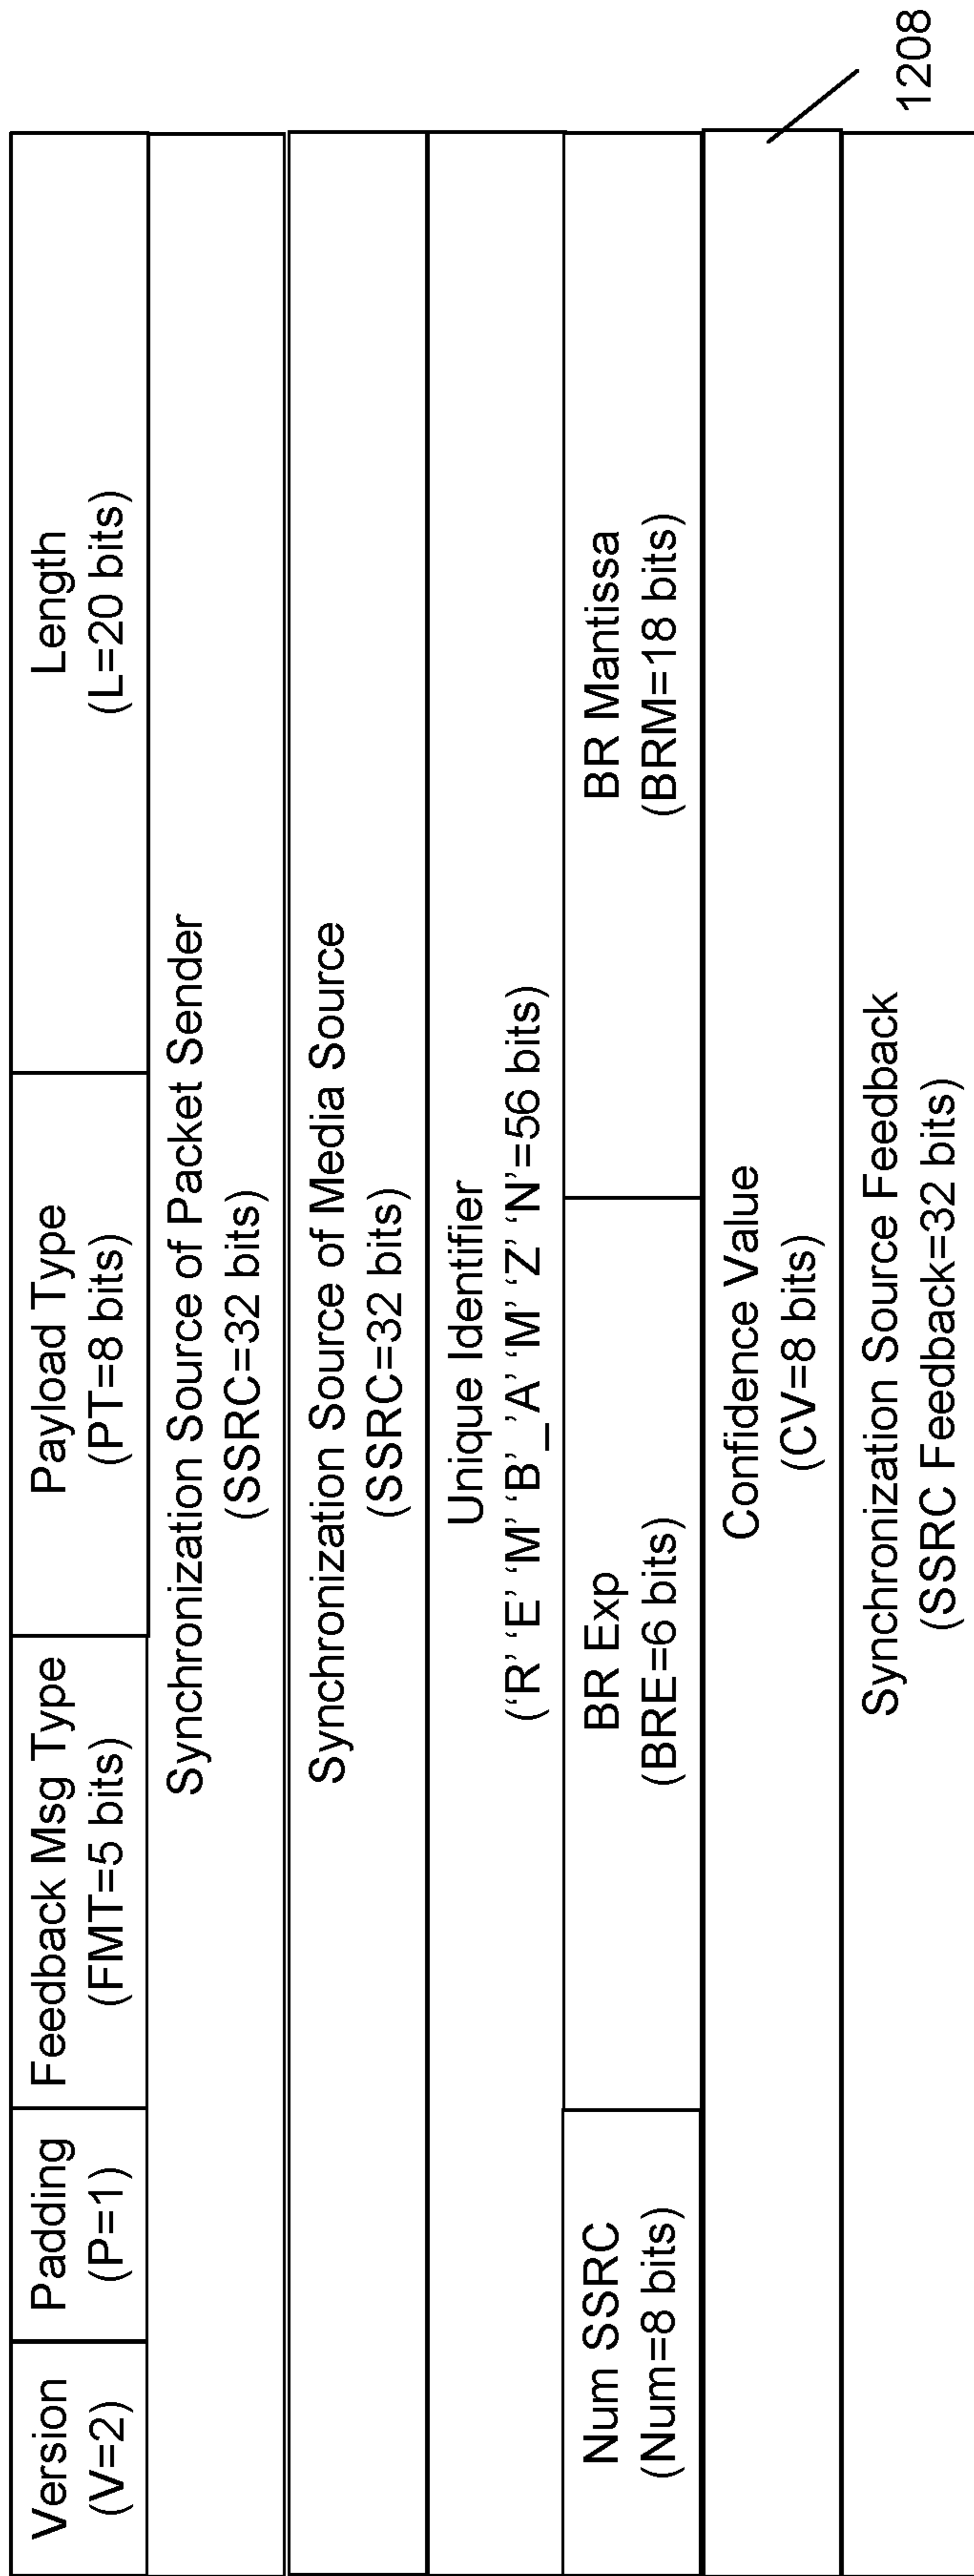 Version
(V=2)
Padding
(P=1)
Feedback Msg Type
(FMT=5 bits)
Payload Type
(PT=8 bits)
Length
(L=20 bits)
Synchronization Source of Packet Sender
(SSRC=32 bits)
Synchronization Source of Media Source
(SSRC=32 bits)
Unique Identifier
(‘R’ ‘E’ ‘M’ ‘B’_’A’ ‘M’ ‘Z’ ‘N’=56 bits)
Num SSRC
(Num=8 bits)
BR Exp
(BRE=6 bits)
BR Mantissa
(BRM=18 bits)
Confidence Value
(CV=8 bits)
1208
Synchronization Source Feedback
(SSRC Feedback=32 bits)